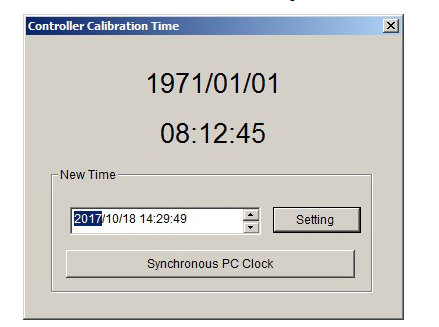 Controller Calibration Time
1971/01/01
08:12:45
New Time
2017/10/18 14:29:49
Setting
Synchronous PC Clock